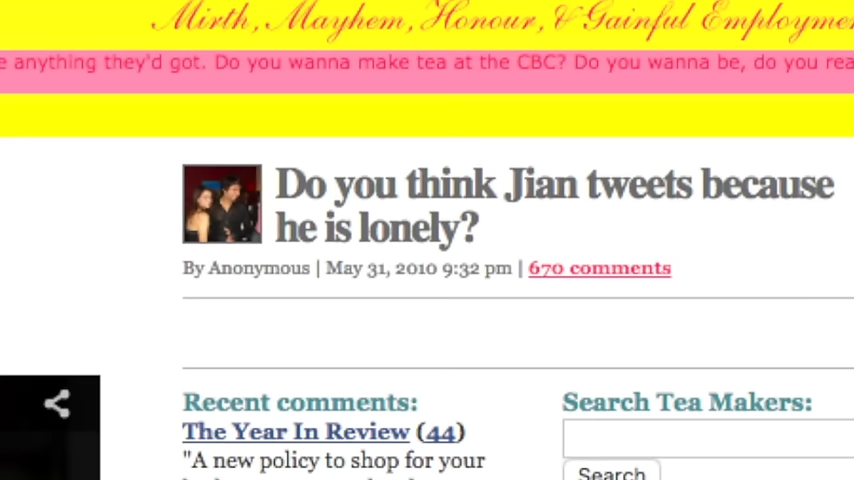 Mirth, Mayhem, Honour, & Gainful Employme
e anything they'd got. Do you wanna make tea at the CBC? Do you wanna be, do you rea
Do you think Jian tweets because
he is lonely?
By Anonymous | May 31, 2010 9:32 pm | 670 comments
Recent comments:
The Year In Review (44)
"A new policy to shop for your
Search Tea Makers:
Search